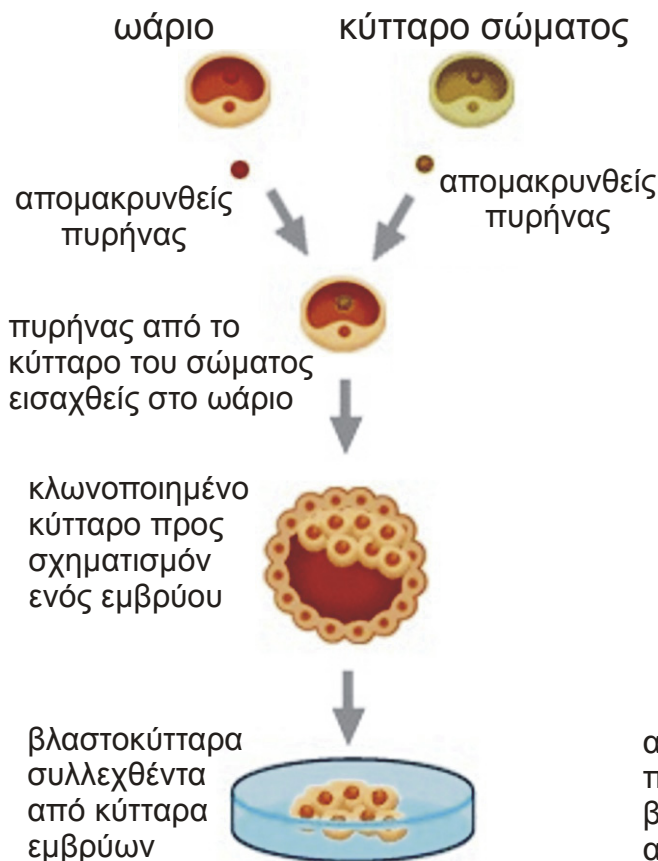 ωάριο
κύτταρο σώματος
απομακρυνθείς
πυρήνας
απομακρυνθείς
πυρήνας
πυρήνας από το
κύτταρο του σώματος
εισαχθείς στο ωάριο
κλωνοποιημένο
κύτταρο προς
σχηματισμόν
ενός εμβρύου
βλαστοκύτταρα
συλλεχθέντα
από κύτταρα
εμβρύων